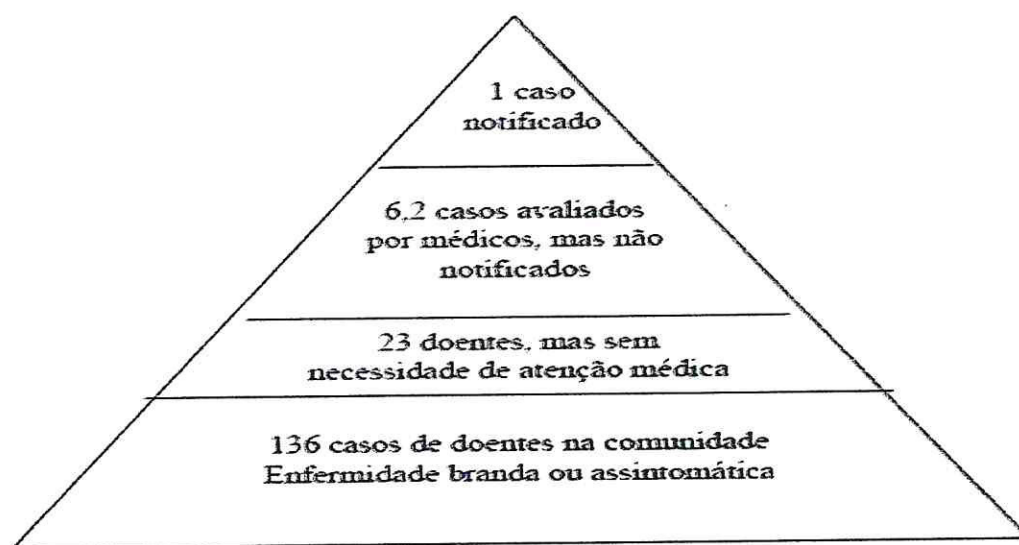 1 caso
notificado
6,2 casos avaliados
por médicos, mas não
notificados
23 doentes, mas sem
necessidade de atenção médica
136 casos de doentes na comunidade
Enfermidade branda ou assintomática